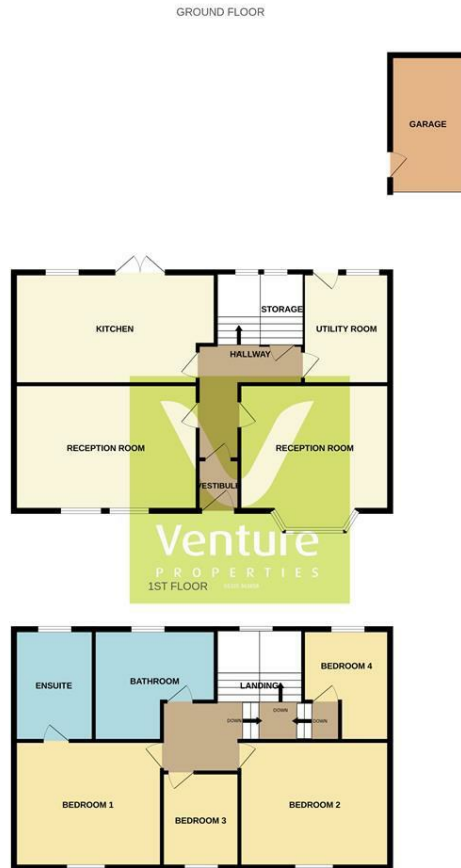 GROUND FLOOR
GARAGE
STORAGE
KITCHEN
UTILITY ROOM
HALLWAY
RECEPTION ROOM
RECEPTION ROOM
VESTIBULE
Venture
PROPERTIES
1ST FLOOR
ENSUITE
BATHROOM
LANDING
BEDROOM 4
DOWN
DOWN
DOWN
BEDROOM 1
BEDROOM 3
BEDROOM 2